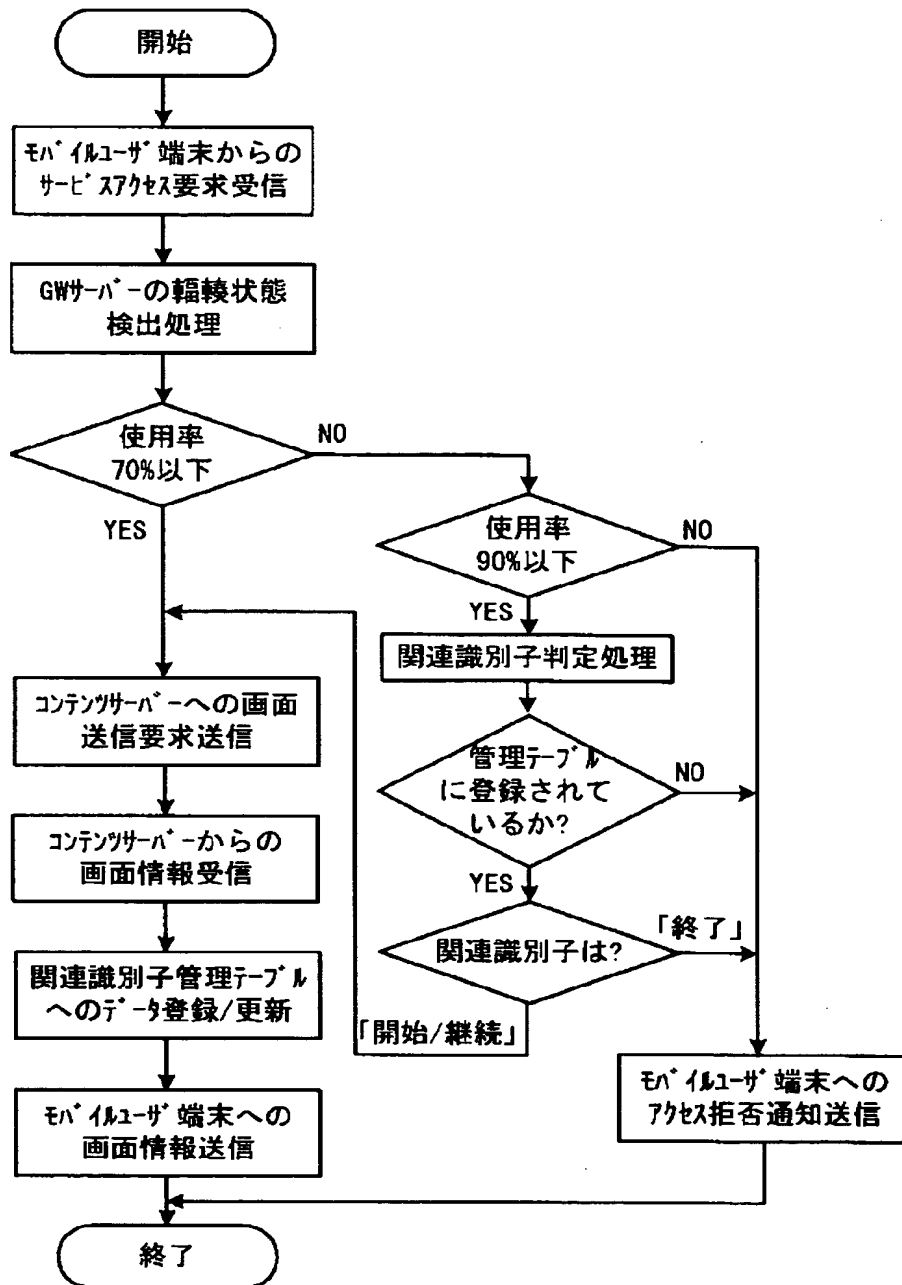 開始
モバイルユーザ端末からの
サービスアクセス要求受信
GWサーバーの輻輳状態
検出処理
使用率
70%以下
NO
YES
使用率
90%以下
NO
YES
関連識別子判定処理
コンテンツサーバーへの画面
送信要求送信
管理テーブル
に登録されて
いるか?
NO
YES
コンテンツサーバーからの
画面情報受信
関連識別子は?
「終了」
「開始/継続」
関連識別子管理テーブル
へのデータ登録/更新
モバイルユーザ端末への
画面情報送信
モバイルユーザ端末への
アクセス拒否通知送信
終了